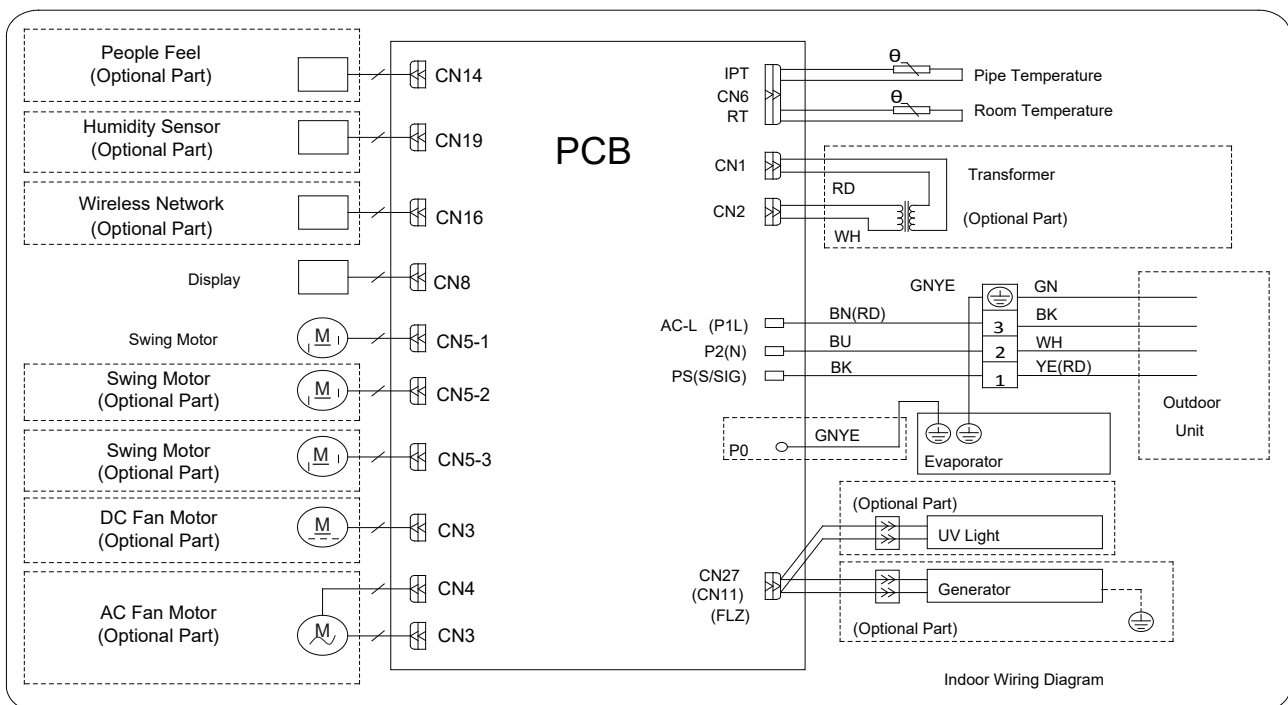 People Feel
(Optional Part)
CN14
Humidity Sensor
(Optional Part)
CN19
Wireless Network
(Optional Part)
CN16
Display
CN8
Swing Motor
M
CN5-1
Swing Motor
(Optional Part)
M
CN5-2
Swing Motor
(Optional Part)
M
CN5-3
DC Fan Motor
(Optional Part)
M
CN3
AC Fan Motor
(Optional Part)
M
CN4
CN3
PCB
IPT
CN6
RT
θ
Pipe Temperature
θ
Room Temperature
CN1
CN2
RD
WH
Transformer
(Optional Part)
AC-L (P1L)
P2(N)
PS(S/SIG)
BN(RD)
BU
BK
GNYE
3
2
1
GN
BK
WH
YE(RD)
Outdoor
Unit
P0
GNYE
Evaporator
(Optional Part)
UV Light
CN27
(CN11)
(FLZ)
Generator
(Optional Part)
Indoor Wiring Diagram